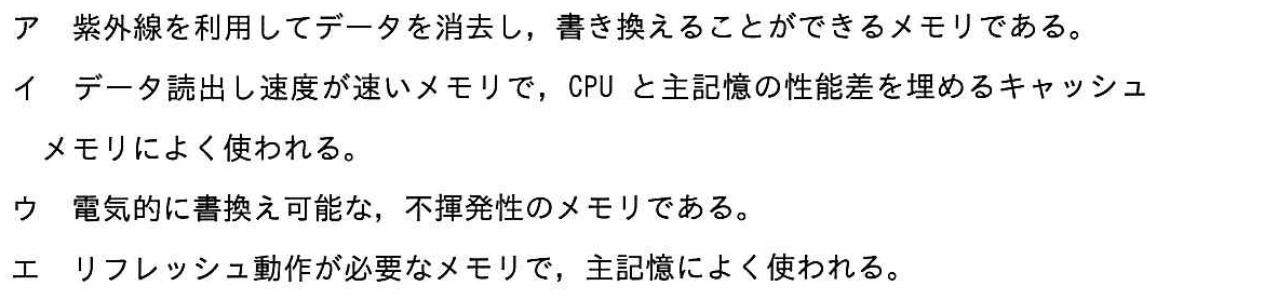 ア　紫外線を利用してデータを消去し，書き換えることができるメモリである。
イ　データ読出し速度が速いメモリで，CPU と主記憶の性能差を埋めるキャッシュ
メモリによく使われる。
ウ　電気的に書換え可能な，不揮発性のメモリである。
エ　リフレッシュ動作が必要なメモリで，主記憶によく使われる。